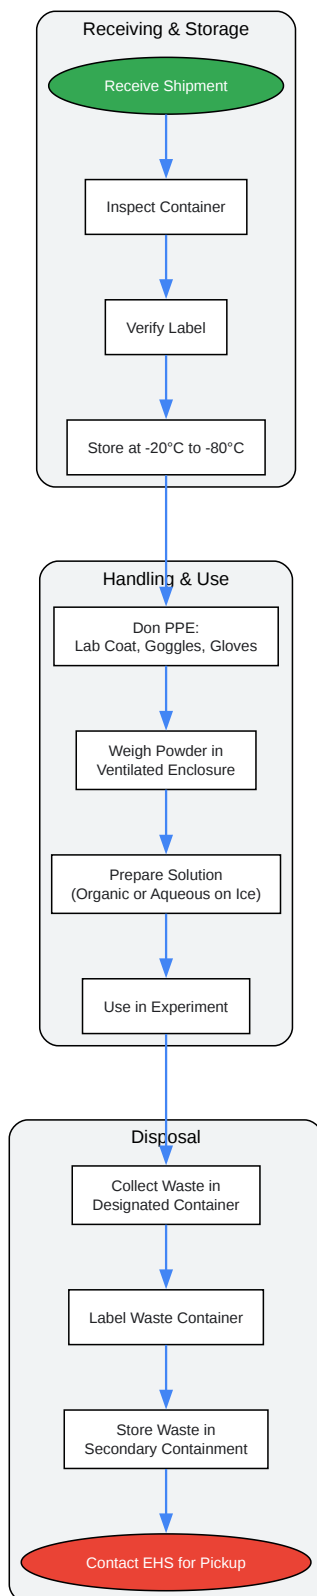 Receiving & Storage
Receive Shipment
Inspect Container
Verify Label
Store at -20°C to -80°C
Handling & Use
Don PPE:
Lab Coat, Goggles, Gloves
Weigh Powder in
Ventilated Enclosure
Prepare Solution
(Organic or Aqueous on Ice)
Use in Experiment
Disposal
Collect Waste in
Designated Container
Label Waste Container
Store Waste in
Secondary Containment
Contact EHS for Pickup